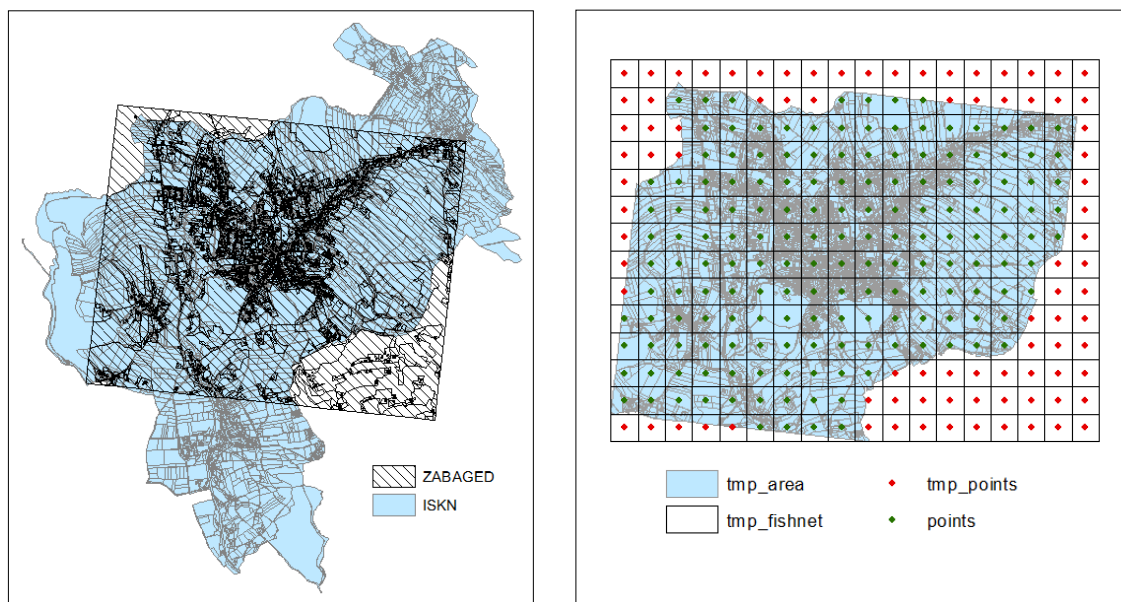 ZABAGED
ISKN
tmp_area
tmp_points
tmp_fishnet
points